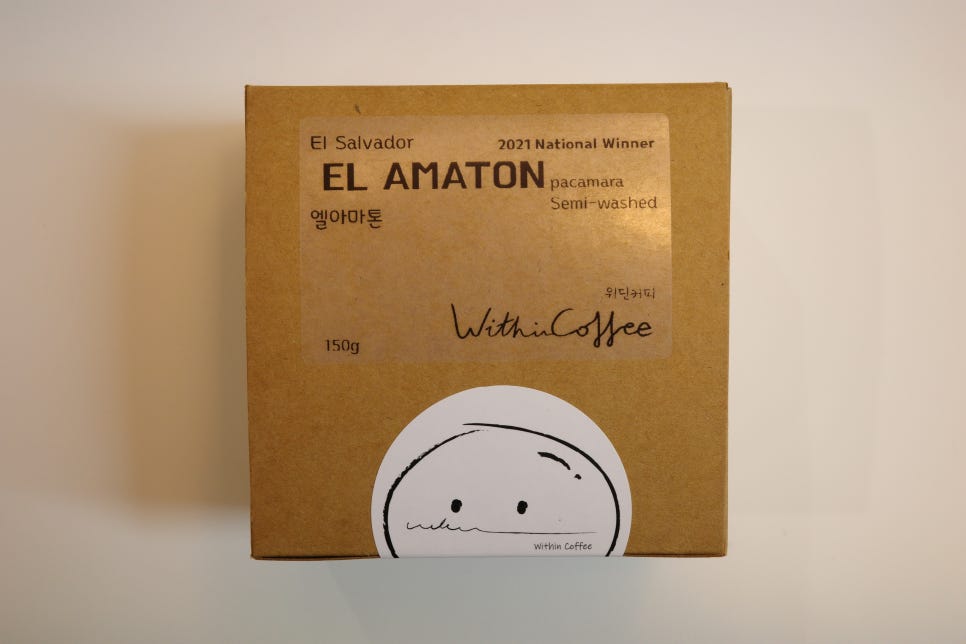 El Salvador
2021 National Winner
EL AMATON pacamara
Semi-washed
엘아마톤
위딘커피
WithinCoffee
150g
Within Coffee